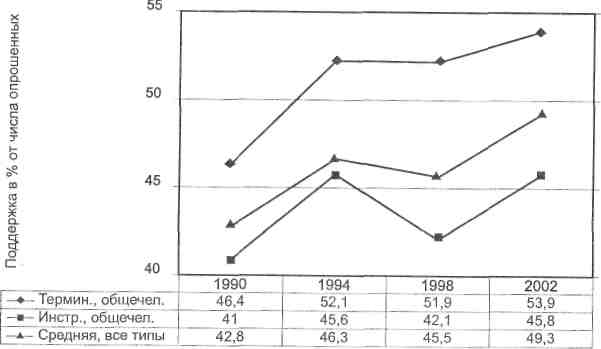 Поддержка в % от числа опрошенных
55
50
45
40
1990 1994 1998 2002
Термин., общечел. 46,4 52,1 51,9 53,9
Инстр., общечел. 41 45,6 42,1 45,8
Средняя, все типы 42,8 46,3 45,5 49,3